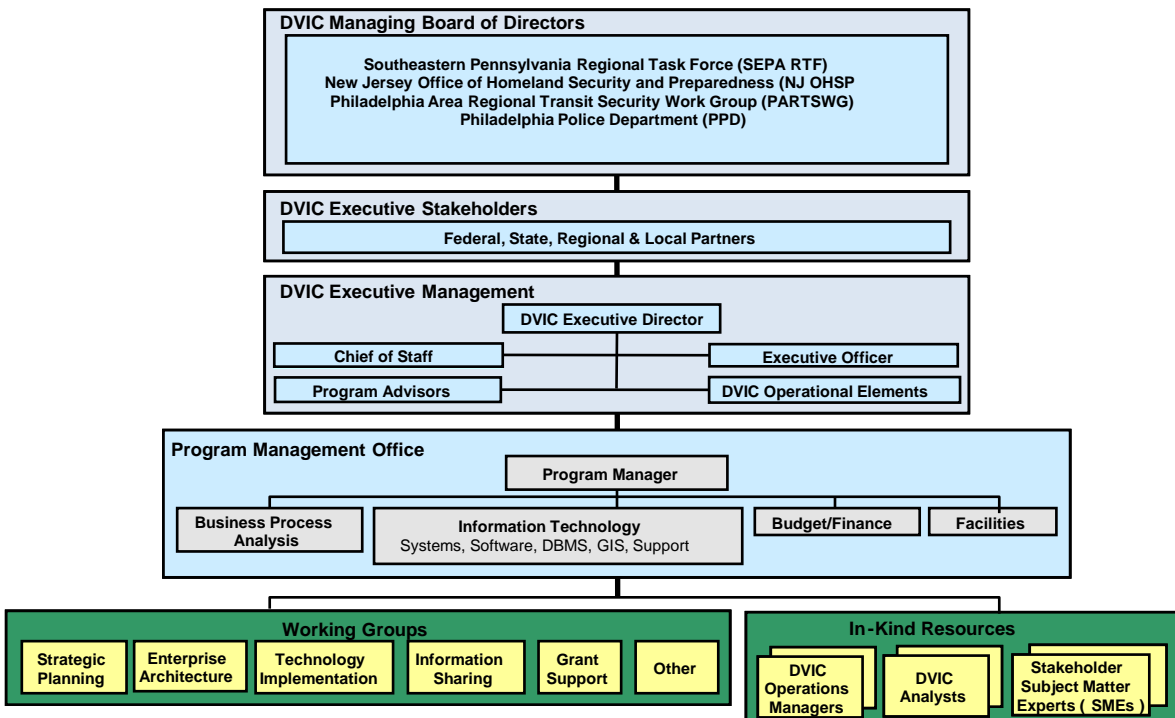 DVIC Managing Board of Directors
Southeastern Pennsylvania Regional Task Force (SEPA RTF)
New Jersey Office of Homeland Security and Preparedness (NJ OHSP
Philadelphia Area Regional Transit Security Work Group (PARTSWG)
Philadelphia Police Department (PPD)
DVIC Executive Stakeholders
Federal, State, Regional & Local Partners
DVIC Executive Management
DVIC Executive Director
Chief of Staff
Executive Officer
Program Advisors
DVIC Operational Elements
Program Management Office
Program Manager
Business Process
Analysis
Information Technology
Systems, Software, DBMS, GIS, Support
Budget/Finance
Facilities
Working Groups
Strategic
Planning
Enterprise
Architecture
Technology
Implementation
Information
Sharing
Grant
Support
Other
In-Kind Resources
DVIC
Operations
Managers
DVIC
Analysts
Stakeholder
Subject Matter
Experts ( SMEs )